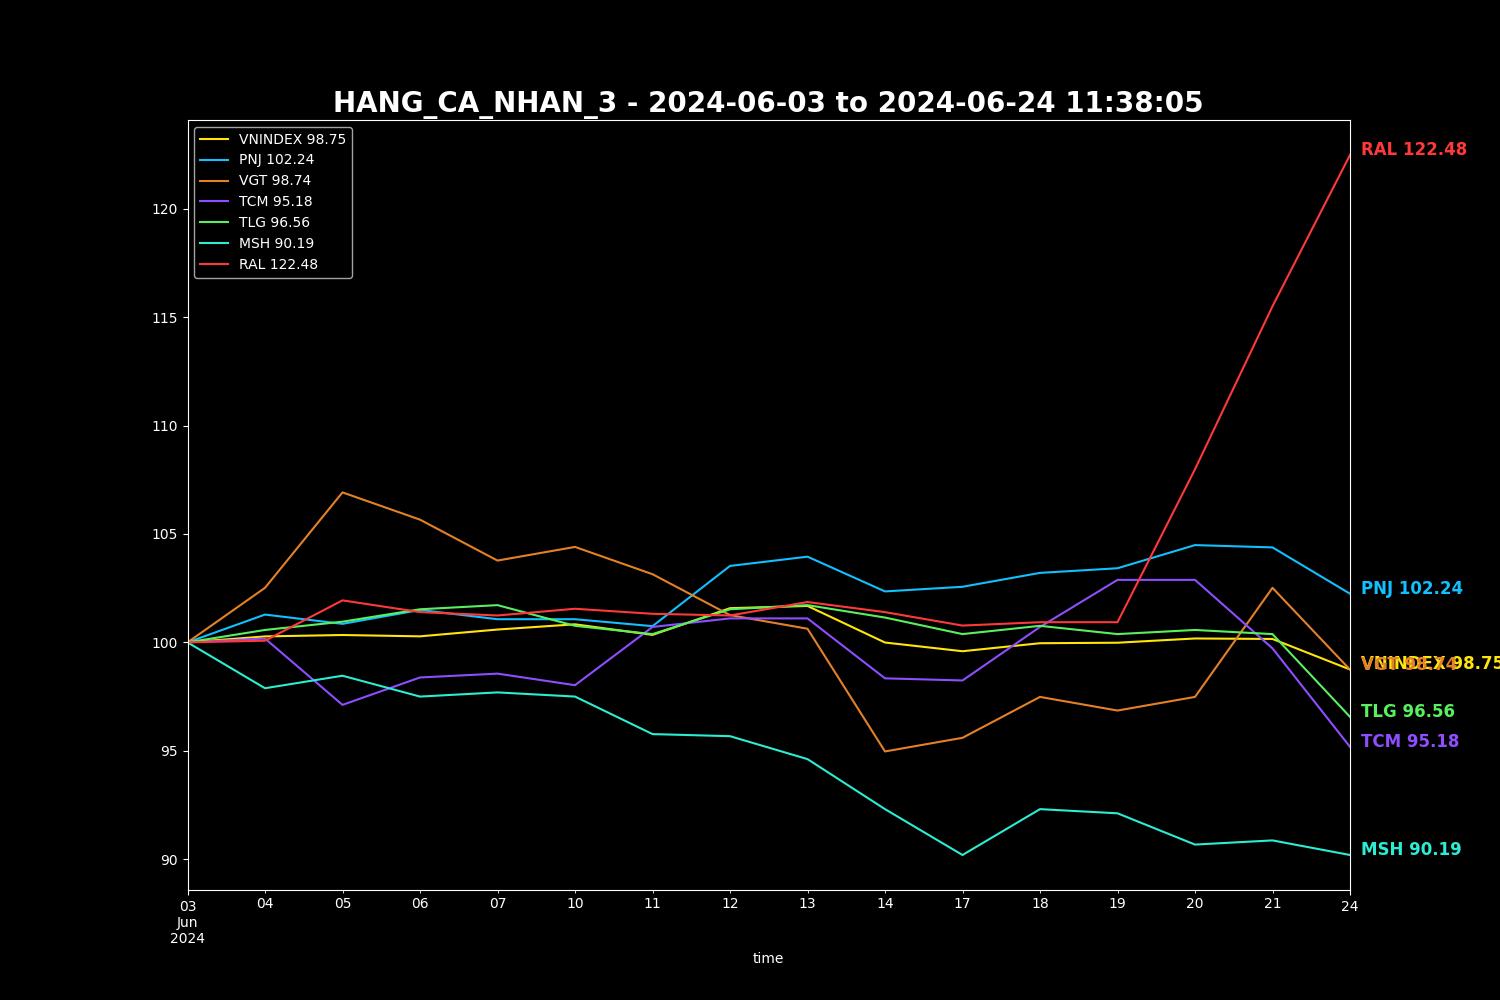 HANG_CA_NHAN_3 - 2024-06-03 to 2024-06-24 11:38:05
VNINDEX 98.75
PNJ 102.24
VGT 98.74
TCM 95.18
TLG 96.56
MSH 90.19
RAL 122.48
120
115
110
105
100
95
90
RAL 122.48
PNJ 102.24
VNINDEX 98.75
VGT 98.74
TLG 96.56
TCM 95.18
MSH 90.19
03 04 05 06 07 10 11 12 13 14 17 18 19 20 21 24
Jun
2024
time